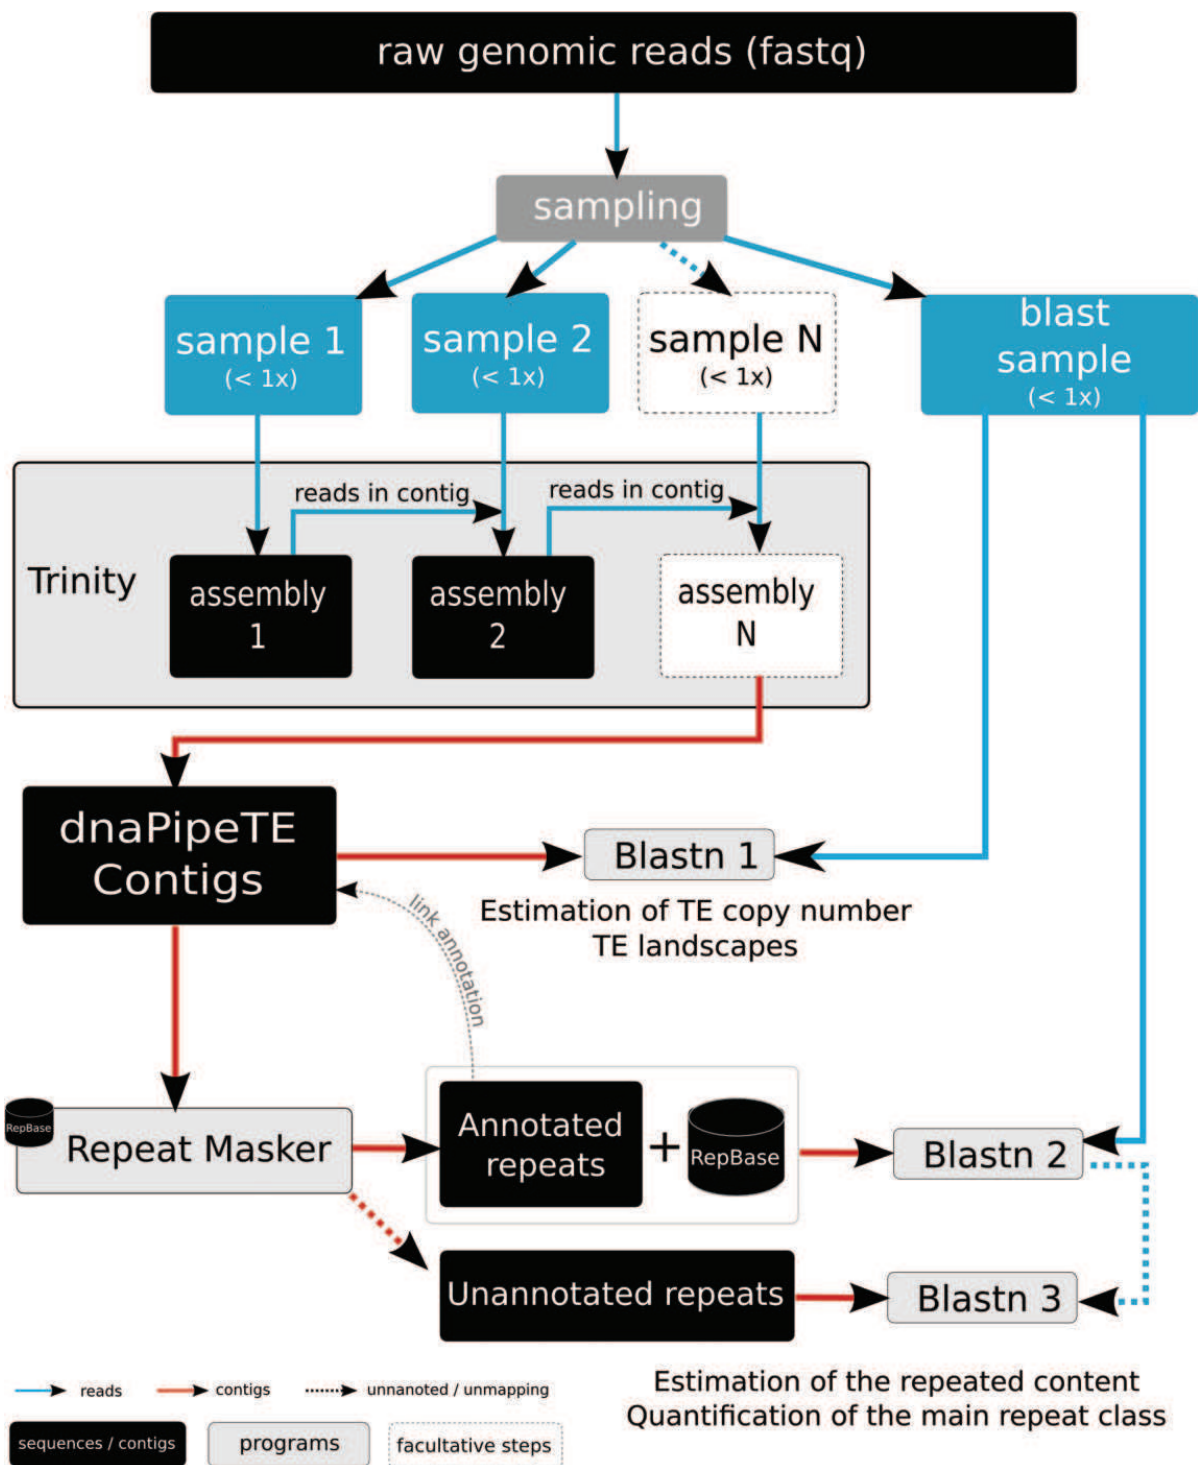 raw genomic reads (fastq)
sampling
sample 1
(< 1x)
sample 2
(< 1x)
sample N
(< 1x)
blast
sample
(< 1x)
reads in contig
reads in contig
Trinity
assembly
1
assembly
2
assembly
N
dnaPipeTE
Contigs
Blastn 1
Estimation of TE copy number
TE landscapes
link annotation
RepBase
Repeat Masker
Annotated
repeats
+
RepBase
Blastn 2
Unannotated repeats
Blastn 3
reads
contigs
unnanoted / unmapping
Estimation of the repeated content
Quantification of the main repeat class
sequences / contigs
programs
facultative steps